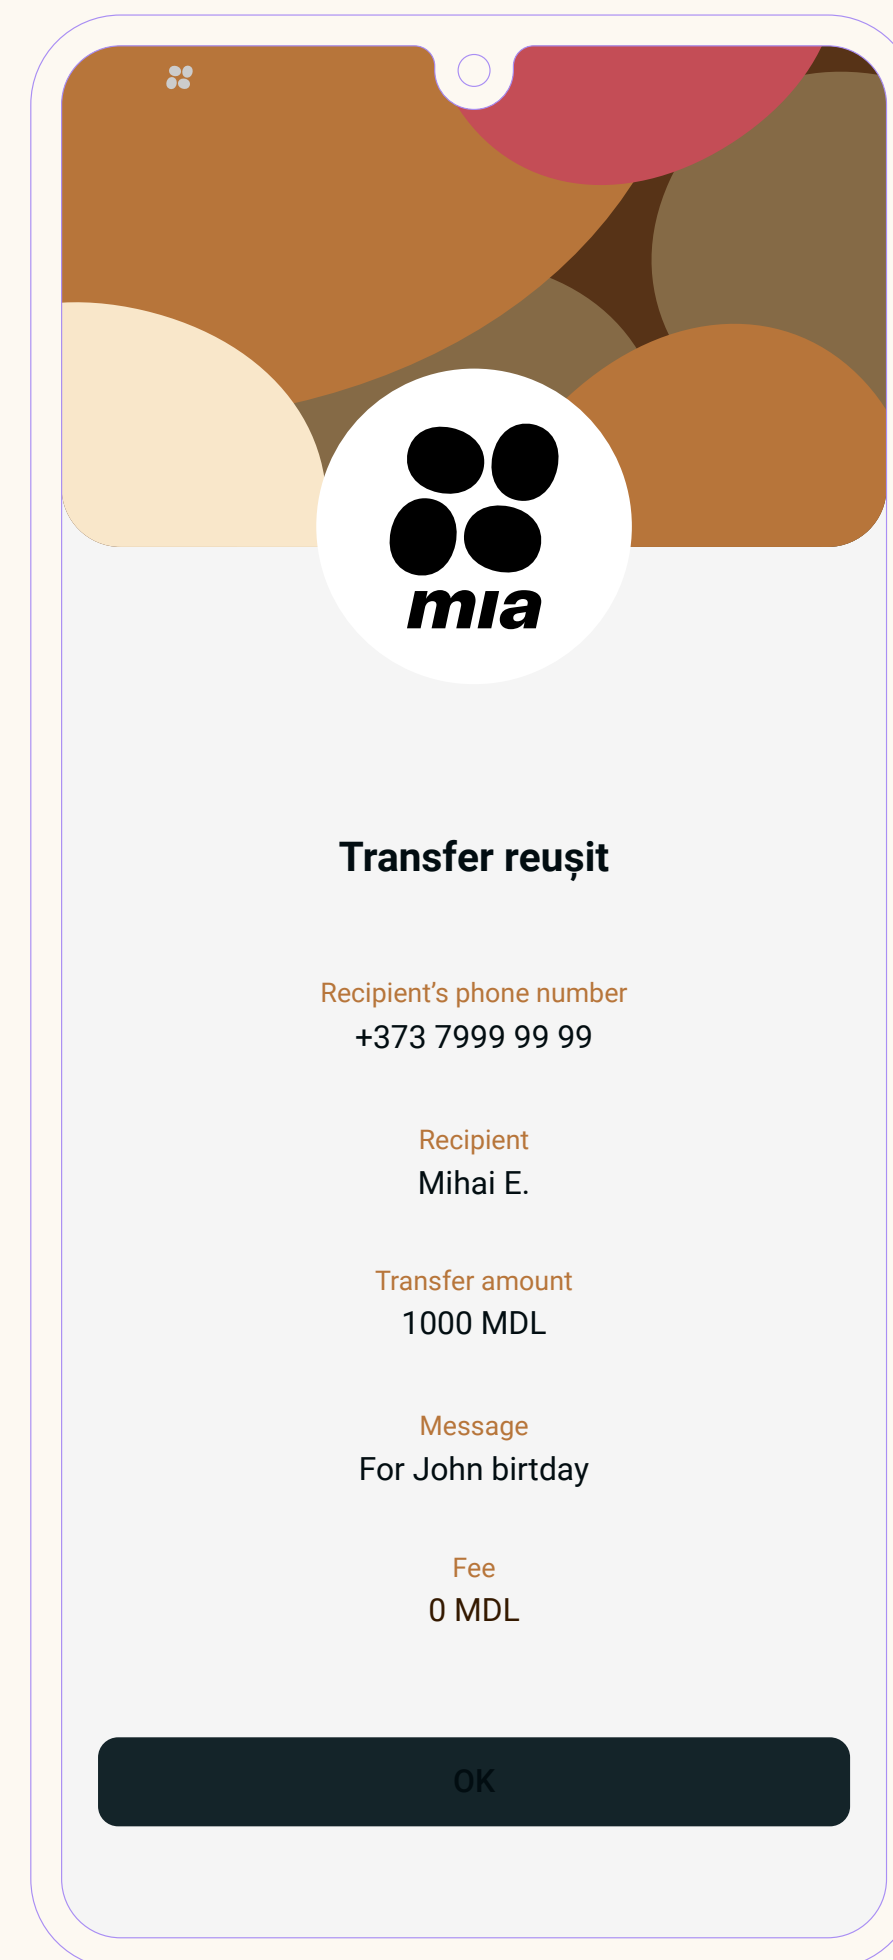 mıa
Transfer reușit
Recipient’s phone number
+373 7999 99 99
Recipient
Mihai E.
Transfer amount
1000 MDL
Message
For John birtday
Fee
0 MDL
OK